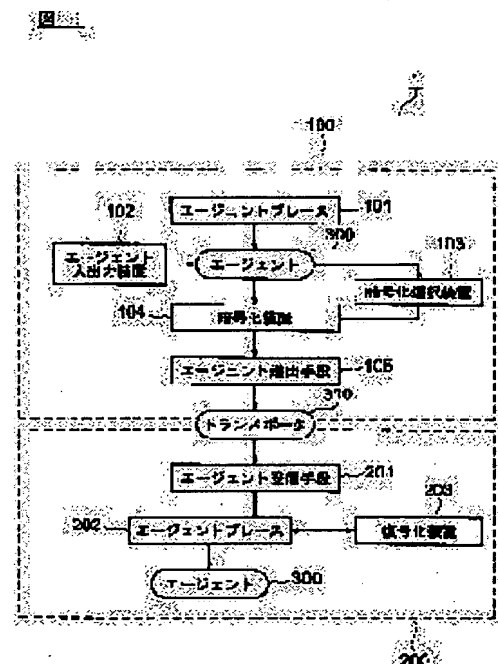 図
100
エージェントプレース
101
102
300
103
エージェント
入出力装置
エージェント
暗号化選択装置
104
暗号化装置
エージェント送出手段
105
310
トランスポータ
エージェント受信手段
201
203
202
エージェントプレース
復号化装置
エージェント
300
200